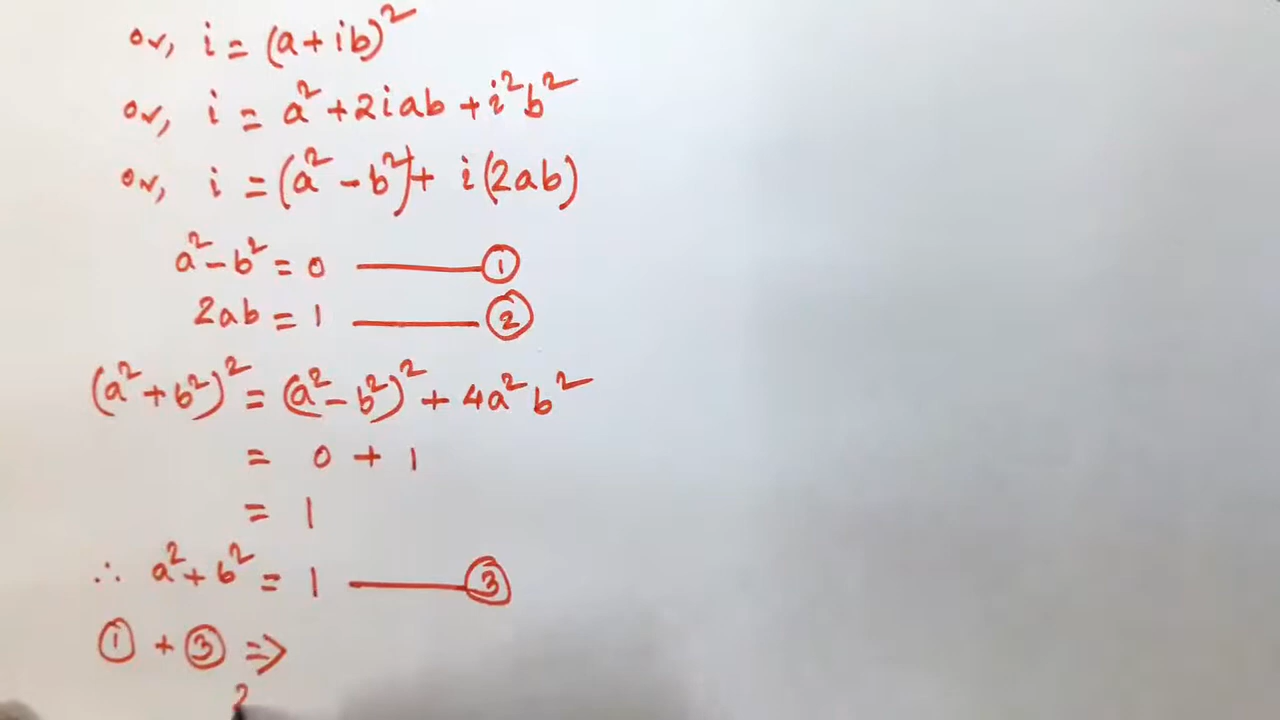 or, i = (a + ib)²
or, i = a² + 2iab + i²b²
or, i = (a² - b²) + i(2ab)
a² - b² = 0 ——— ①
2ab = 1 ——— ②
(a² + b²)² = (a² - b²)² + 4a²b²
= 0 + 1
= 1
∴ a² + b² = 1 ——— ③
① + ③ ⇒
2